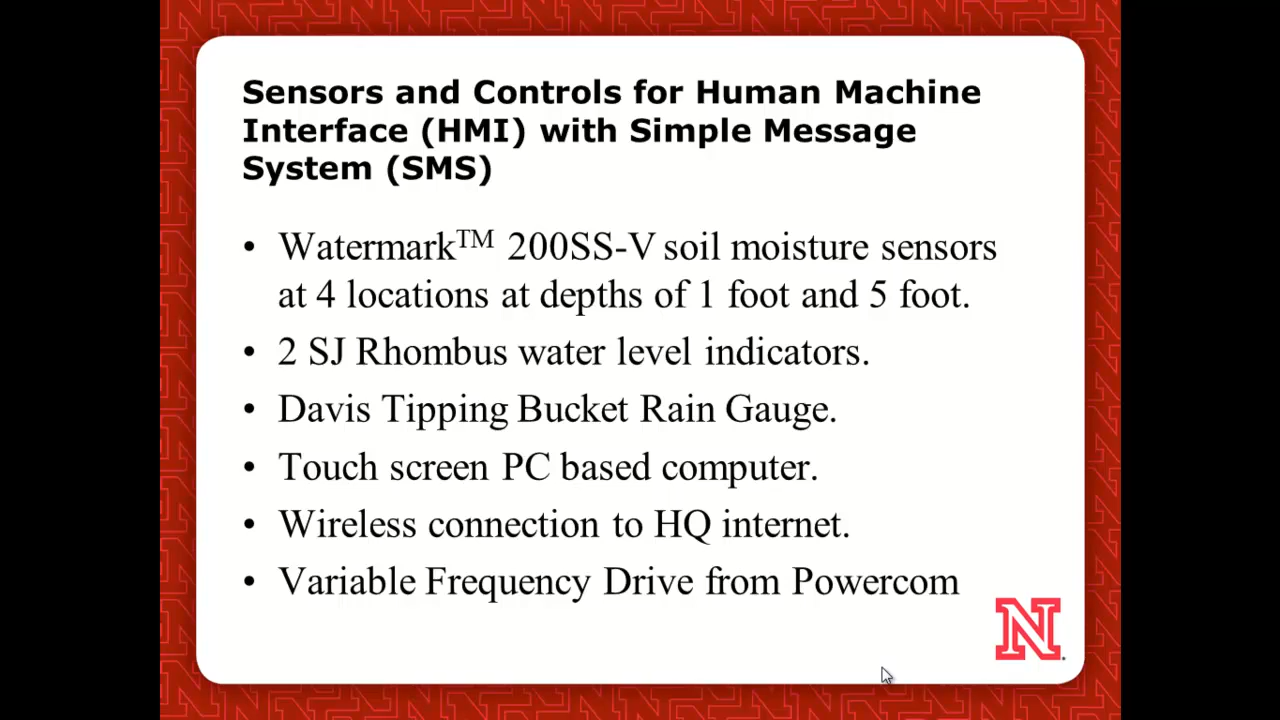 Sensors and Controls for Human Machine
Interface (HMI) with Simple Message
System (SMS)
• Watermark™ 200SS-V soil moisture sensors
at 4 locations at depths of 1 foot and 5 foot.
• 2 SJ Rhombus water level indicators.
• Davis Tipping Bucket Rain Gauge.
• Touch screen PC based computer.
• Wireless connection to HQ internet.
• Variable Frequency Drive from Powercom
N.